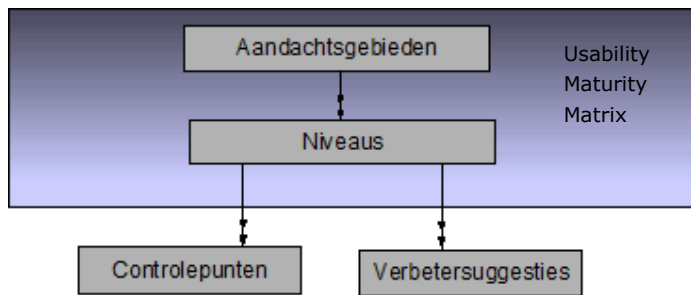 Aandachtsgebieden
Usability
Maturity
Matrix
Niveaus
Controlepunten
Verbetersuggesties